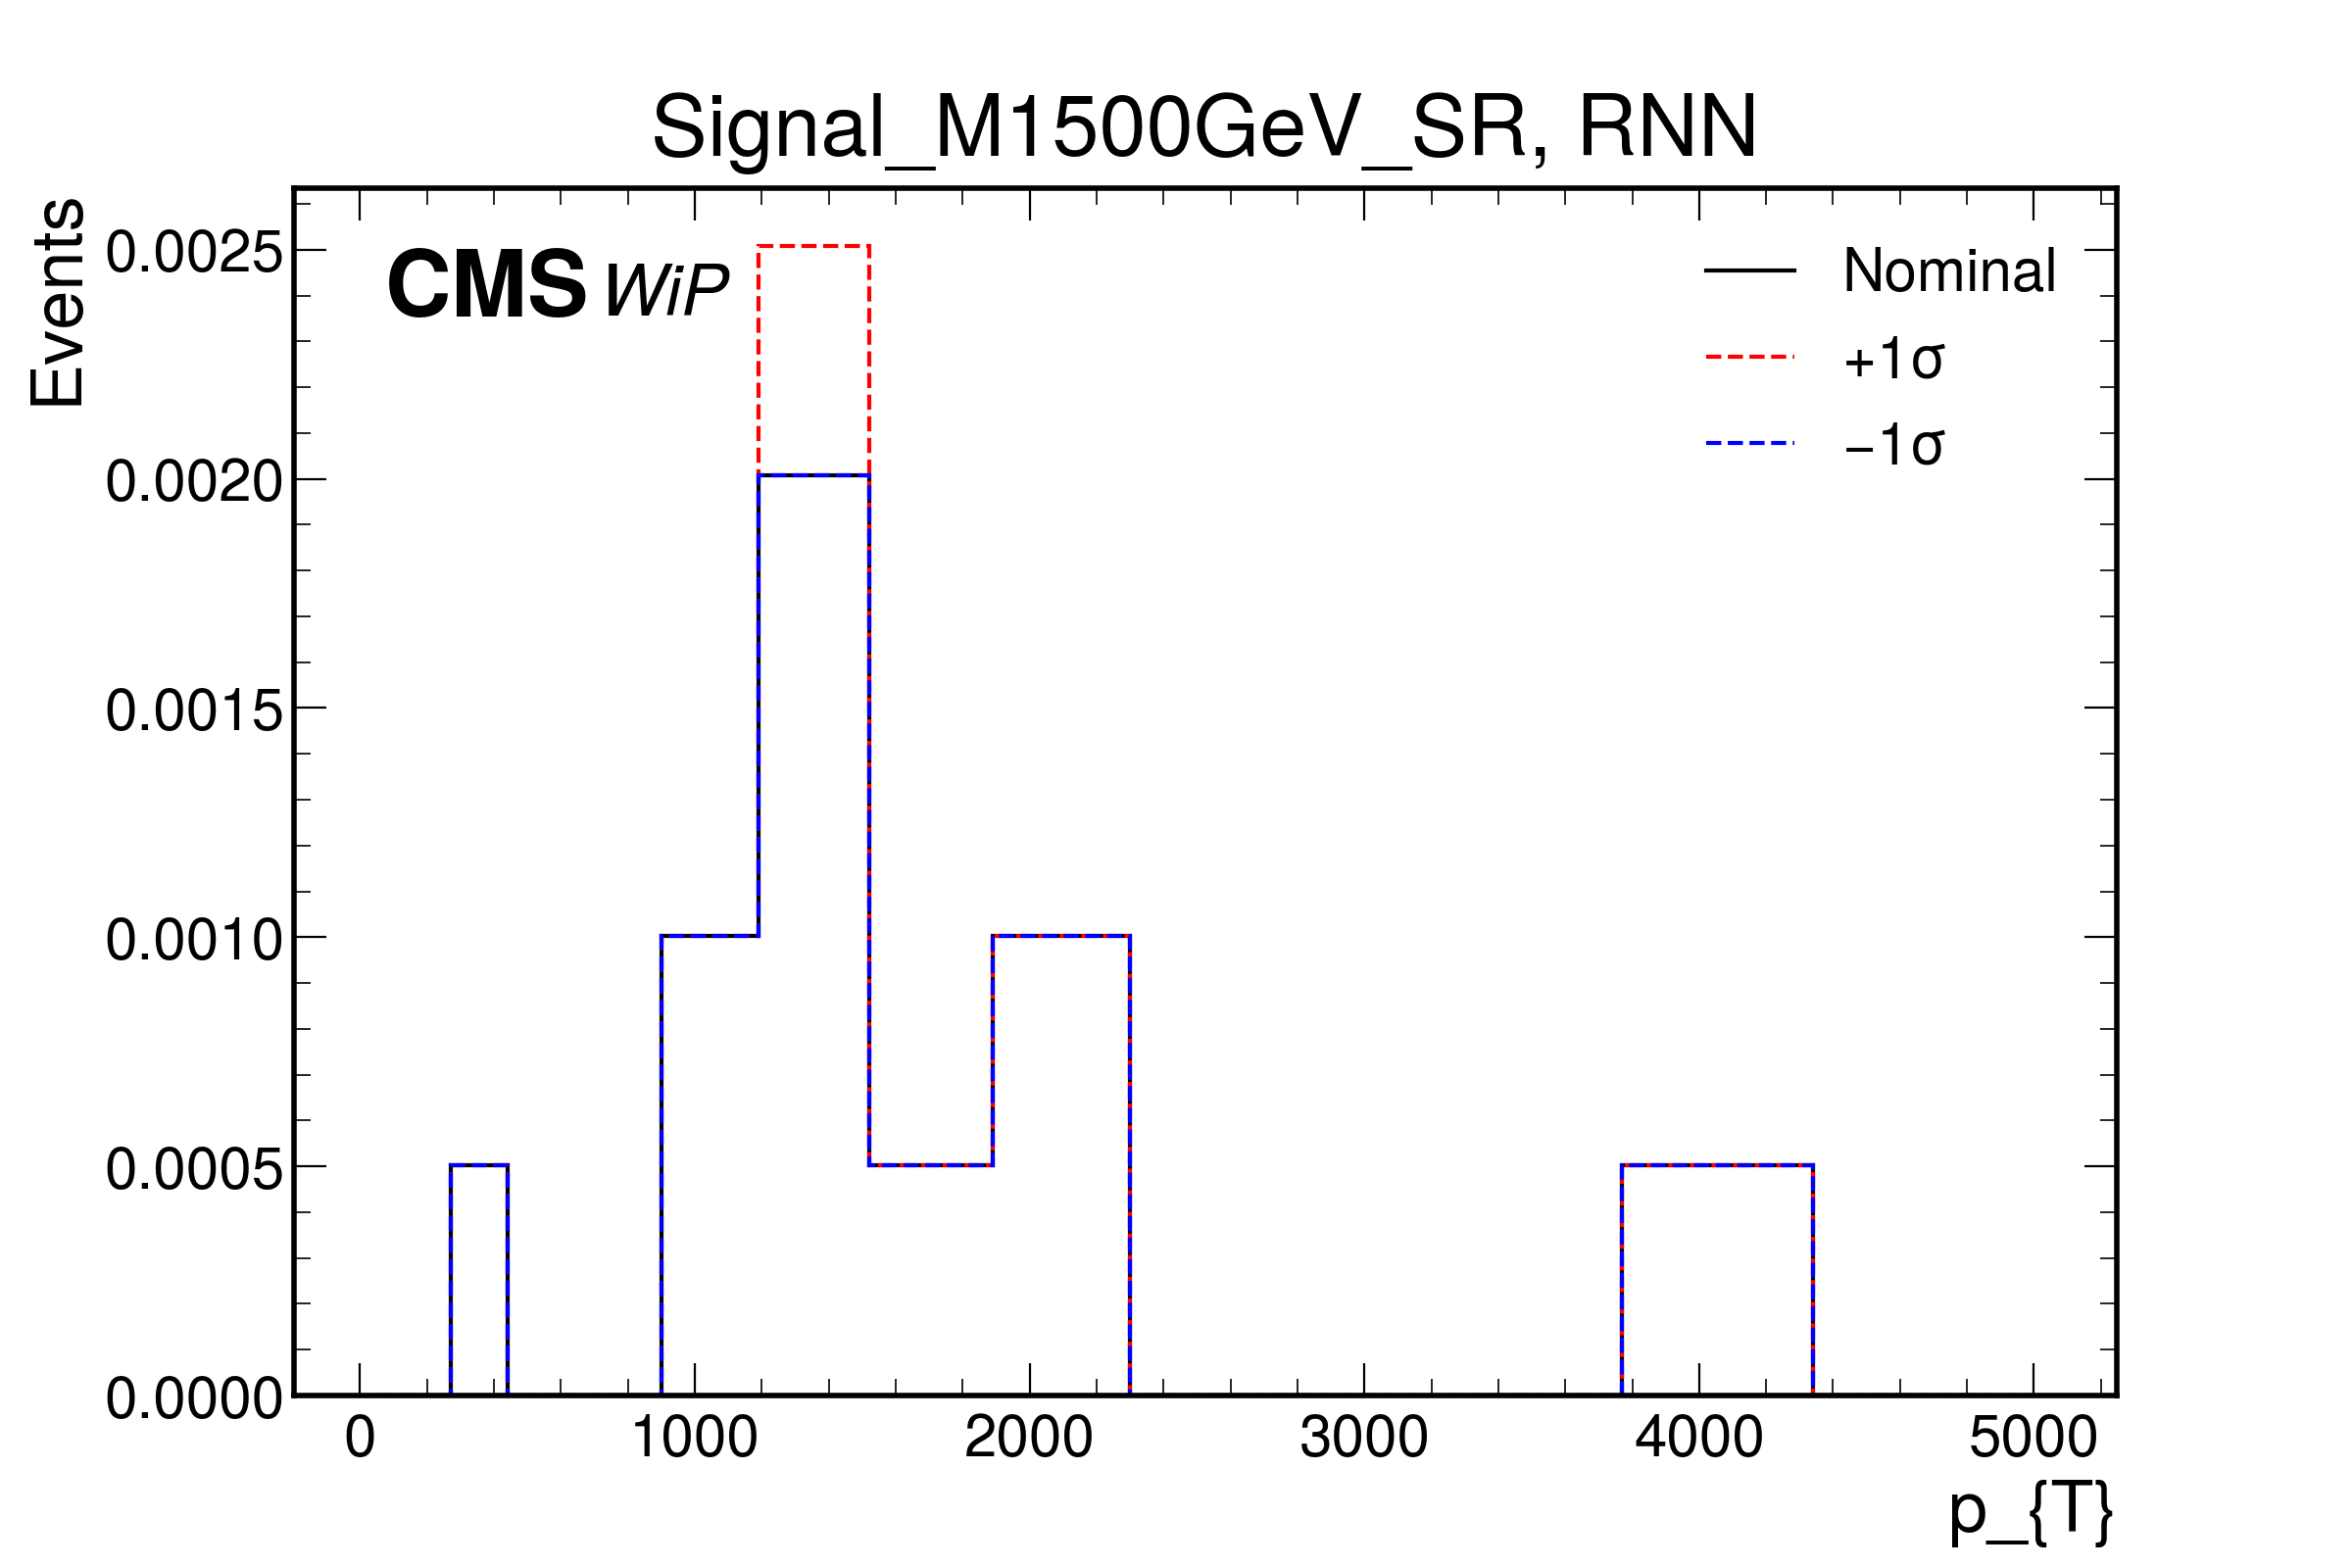 Signal_M1500GeV_SR, RNN
Events
CMS WiP
Nominal
+1σ
−1σ
0.0025
0.0020
0.0015
0.0010
0.0005
0.0000
0 1000 2000 3000 4000 5000
p_{T}